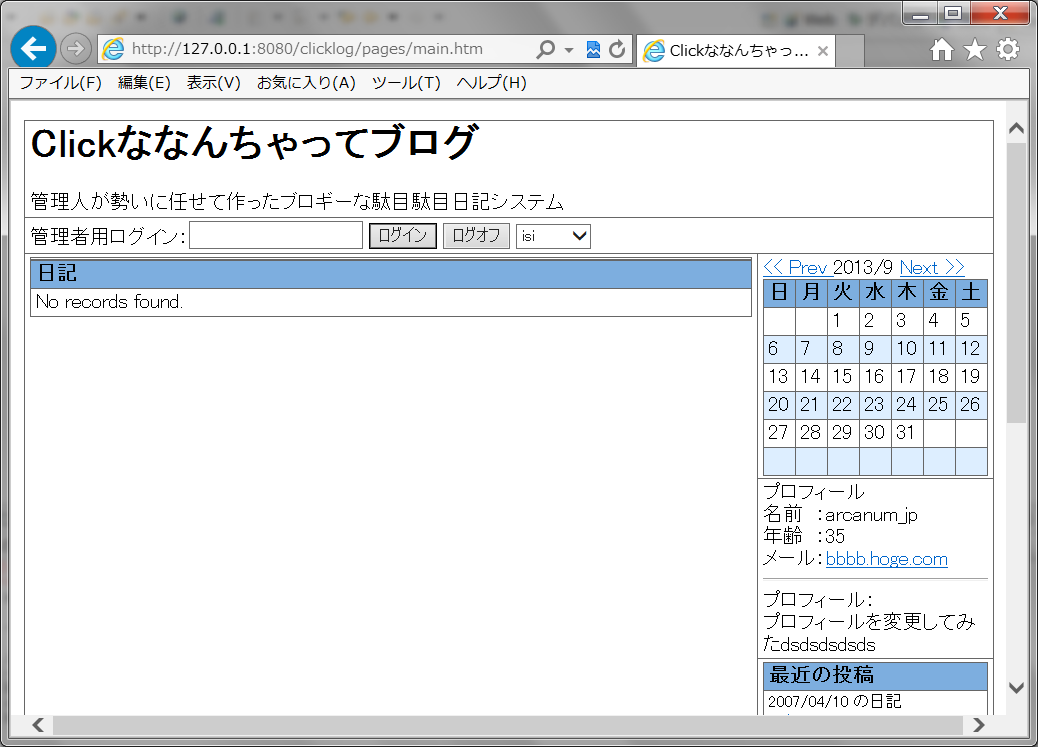 http://127.0.0.1:8080/clicklog/pages/main.htm
Clickななんちゃっ...
ファイル(F) 編集(E) 表示(V) お気に入り(A) ツール(T) ヘルプ(H)
Clickななんちゃってブログ
管理人が勢いに任せて作ったブロギーな駄目駄目日記システム
管理者用ログイン: ログイン ログオフ isi
日記
No records found.
<< Prev 2013/9 Next >>
日 月 火 水 木 金 土
1 2 3 4 5
6 7 8 9 10 11 12
13 14 15 16 17 18 19
20 21 22 23 24 25 26
27 28 29 30 31
プロフィール
名前 :arcanum_jp
年齢 :35
メール:bbbb.hoge.com
プロフィール:
プロフィールを変更してみ
たdsdsdsdsds
最近の投稿
2007/04/10 の日記